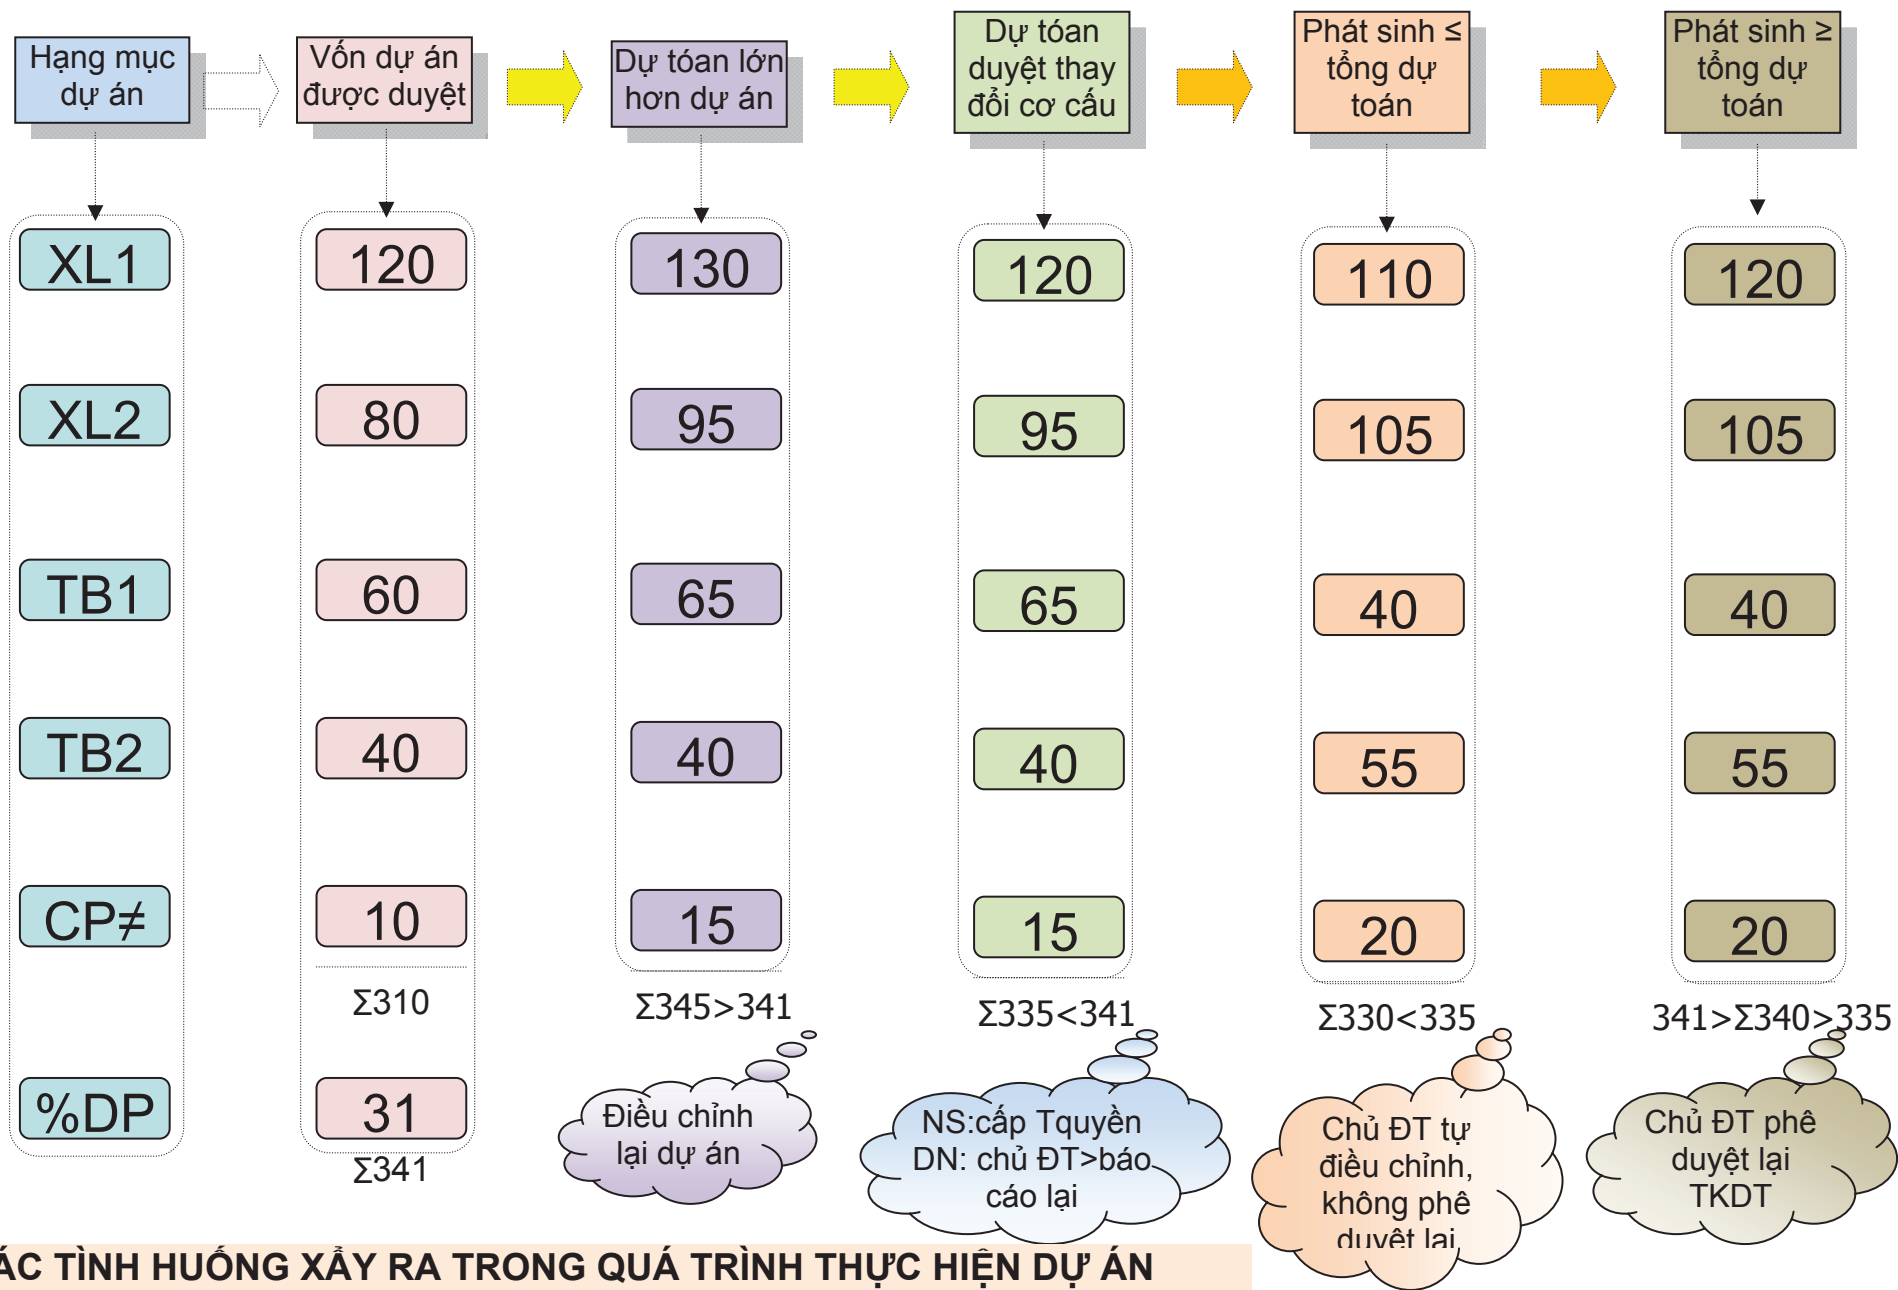 Hạng mục
dự án
Vốn dự án
được duyệt
Dự tóan lớn
hơn dự án
Dự tóan
duyệt thay
đổi cơ cấu
Phát sinh ≤
tổng dự
toán
Phát sinh ≥
tổng dự
toán
XL1
120
130
120
110
120
XL2
80
95
95
105
105
TB1
60
65
65
40
40
TB2
40
40
40
55
55
CP≠
10
15
15
20
20
Σ310
Σ345>341
Σ335<341
Σ330<335
341>Σ340>335
%DP
31
Σ341
Điều chỉnh
lại dự án
NS:cấp Tquyền
DN: chủ ĐT>báo
cáo lại
Chủ ĐT tự
điều chỉnh,
không phê
duyệt lại
Chủ ĐT phê
duyệt lại
TKDT
ÁC TÌNH HUỐNG XẢY RA TRONG QUÁ TRÌNH THỰC HIỆN DỰ ÁN